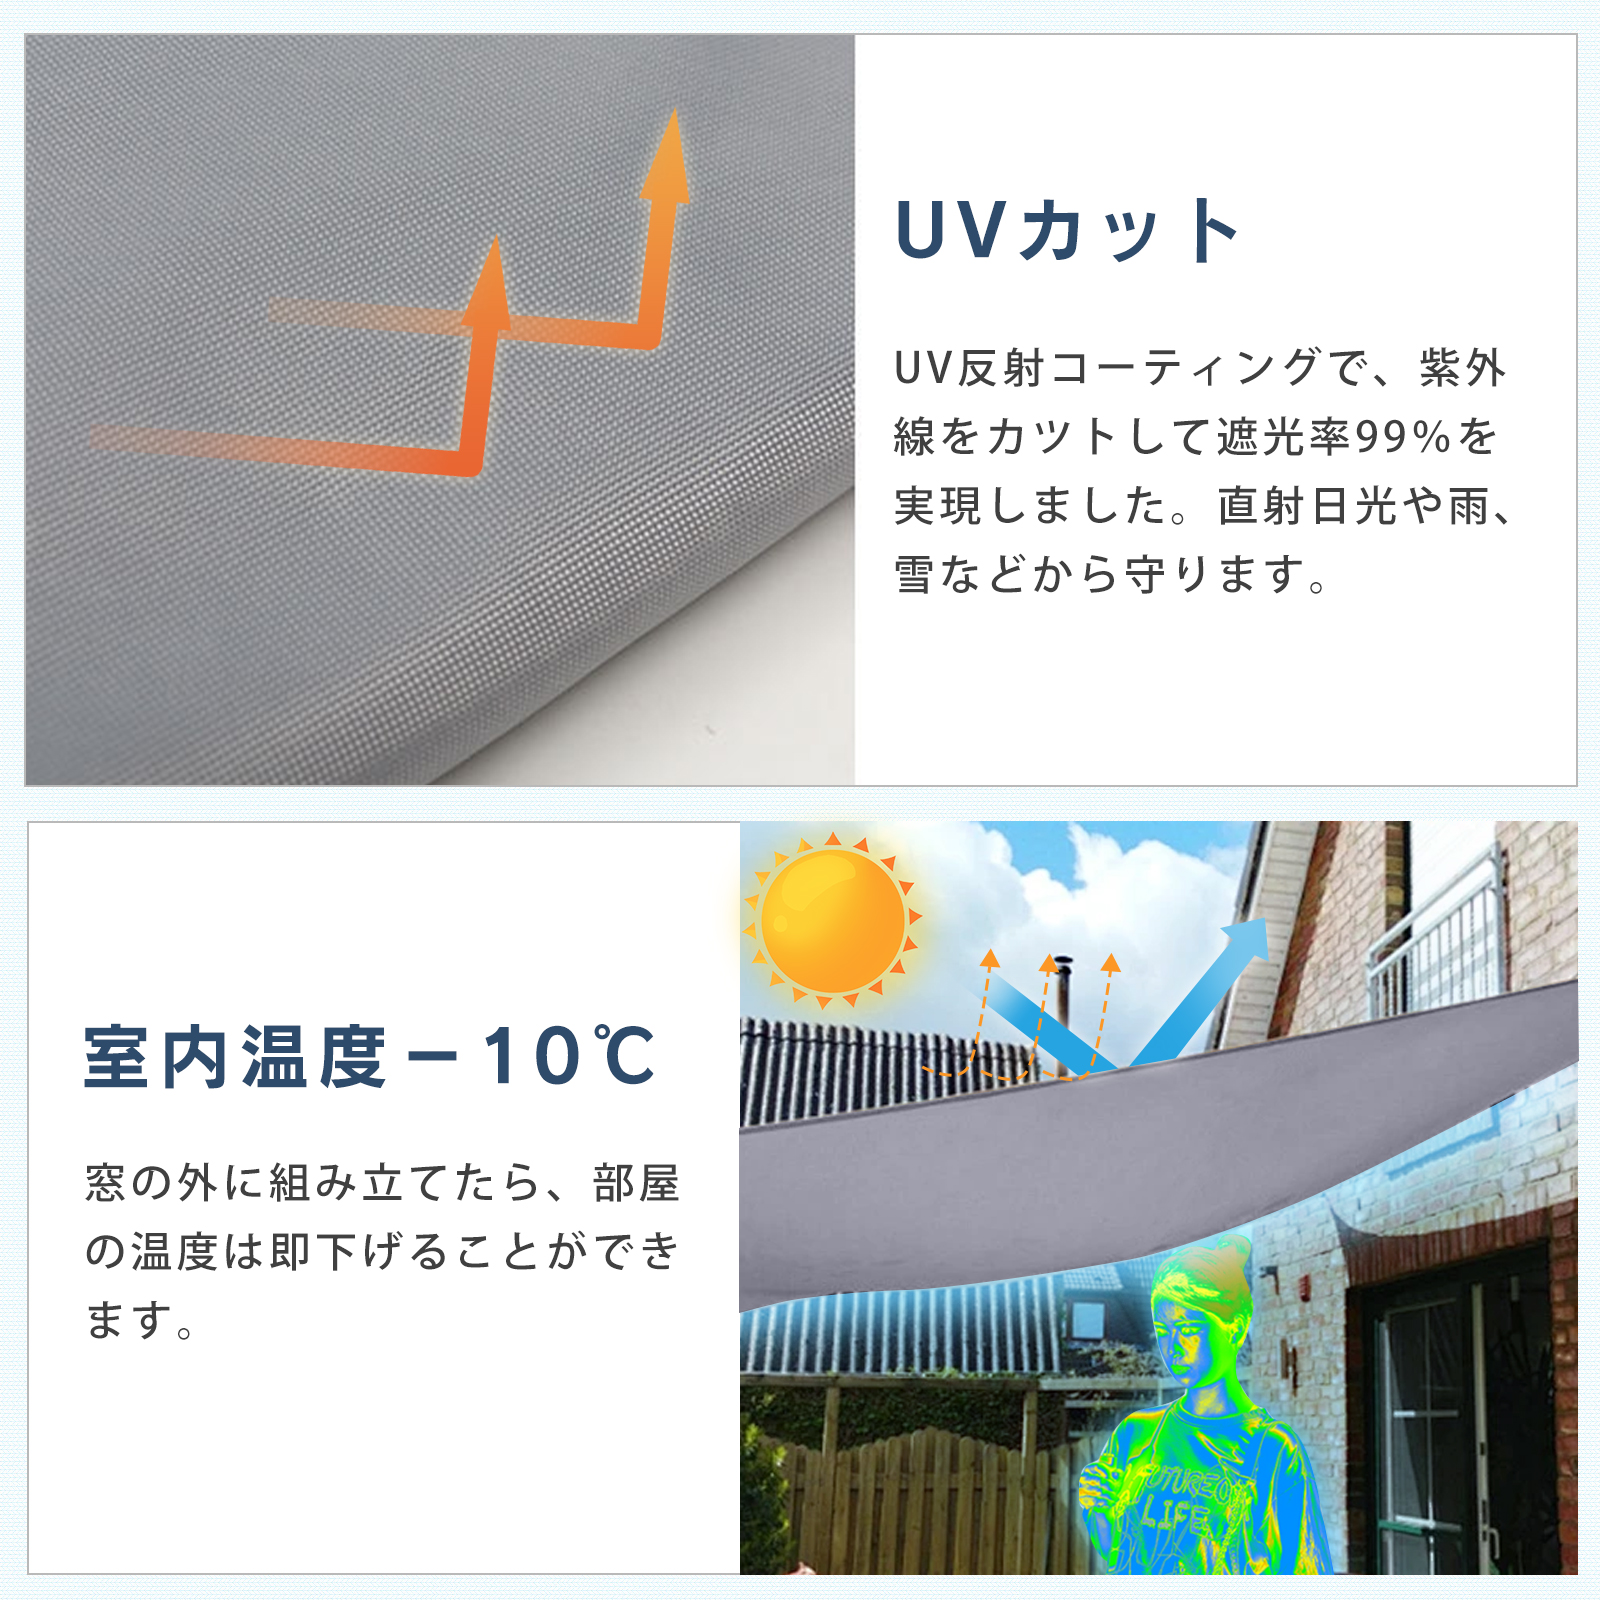 UVカット
UV反射コーティングで、紫外
線をカツトして遮光率99%を
実現しました。直射日光や雨、
雪などから守ります。
室内温度－10℃
窓の外に組み立てたら、部屋
の温度は即下げることができ
ます。
FUTURE OF
LIFE